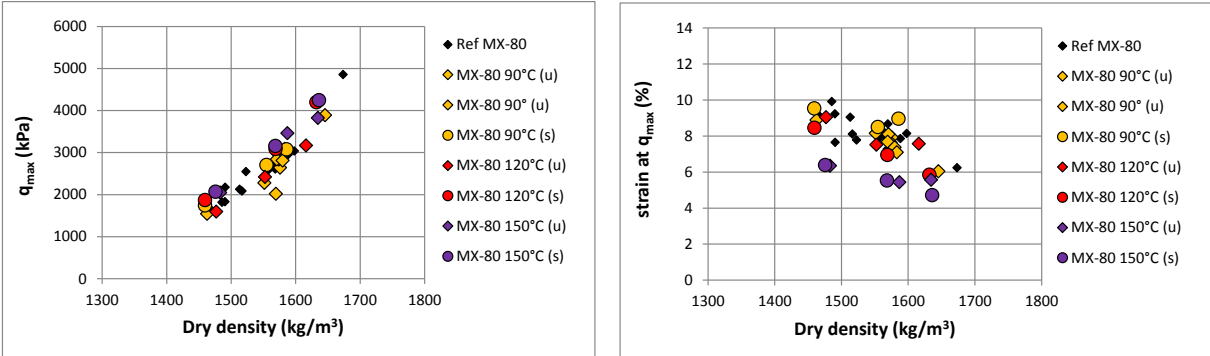 6000
5000
4000
3000
2000
1000
0
q_max (kPa)
1300 1400 1500 1600 1700 1800
Dry density (kg/m³)
Ref MX-80
MX-80 90°C (u)
MX-80 90° (u)
MX-80 90°C (s)
MX-80 120°C (u)
MX-80 120°C (s)
MX-80 150°C (u)
MX-80 150°C (s)
14
12
10
8
6
4
2
0
strain at q_max (%)
1300 1400 1500 1600 1700 1800
Dry density (kg/m³)
Ref MX-80
MX-80 90°C (u)
MX-80 90° (u)
MX-80 90°C (s)
MX-80 120°C (u)
MX-80 120°C (s)
MX-80 150°C (u)
MX-80 150°C (s)